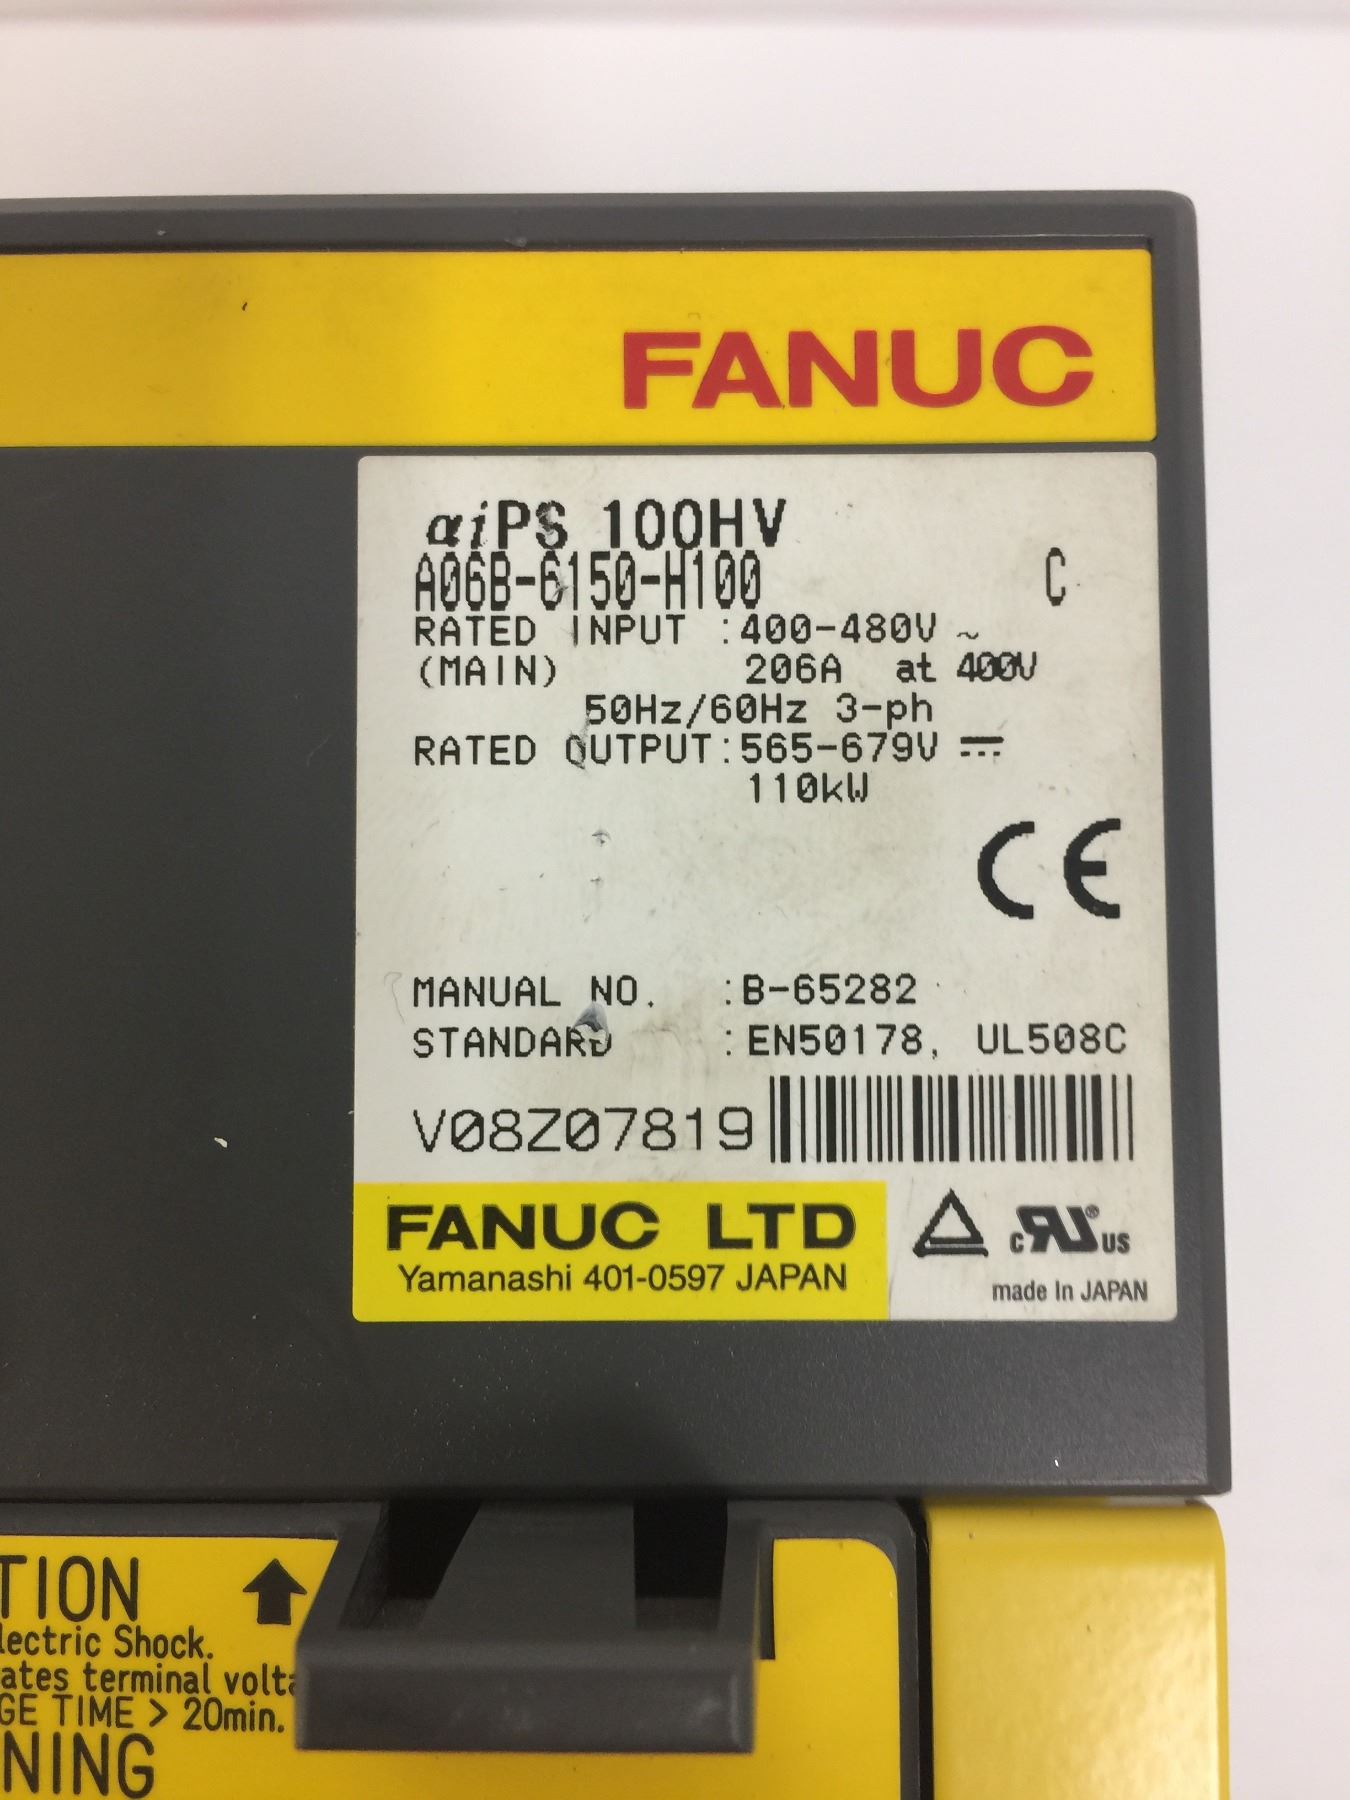 FANUC
αiPS 100HV
A06B-6150-H100 C
RATED INPUT :400-480V ~
(MAIN) 206A at 400V
50Hz/60Hz 3-ph
RATED OUTPUT:565-679V ⎓
110kW
CE
MANUAL NO. :B-65282
STANDARD :EN50178, UL508C
V08Z07819
FANUC LTD
Yamanashi 401-0597 JAPAN
c RU ® US
made In JAPAN
TION
lectric Shock.
ates terminal volta
GE TIME > 20min.
NING